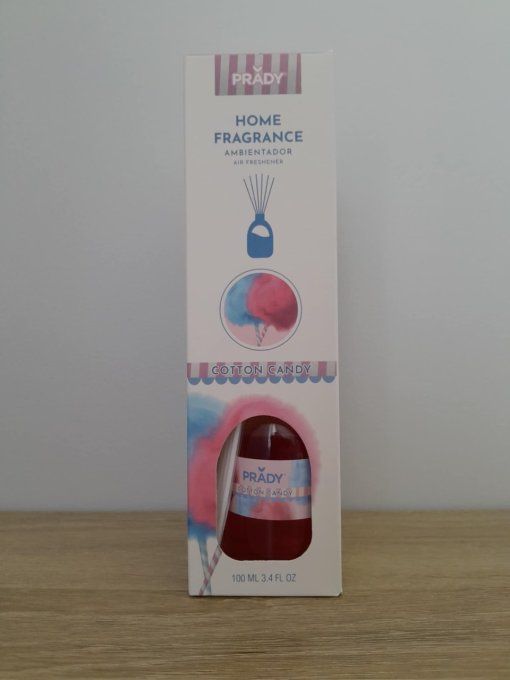 PRADY
HOME
FRAGRANCE
AMBIENTADOR
AIR FRESHENER
COTTON CANDY
PRADY
COTTON CANDY
100 ML 3.4 FL OZ